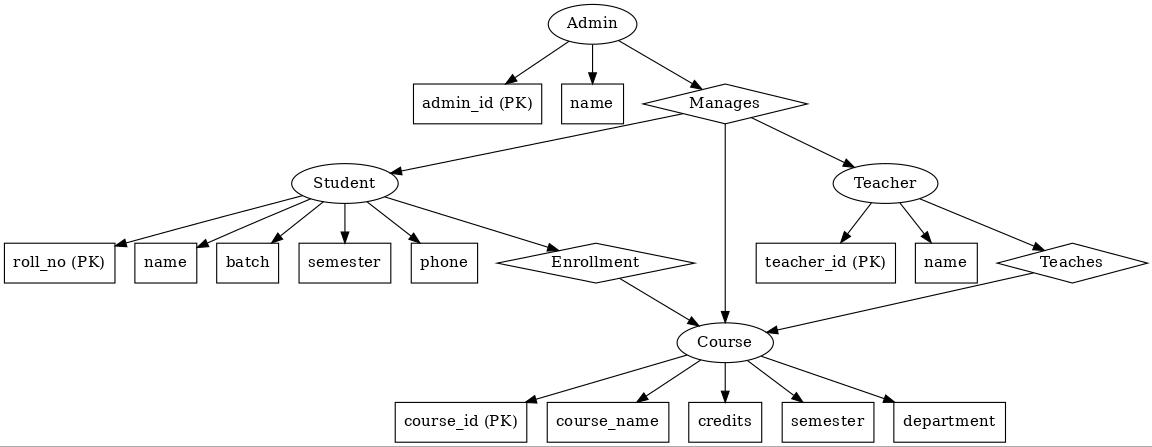 Admin
admin_id (PK)
name
Manages
Student
Teacher
roll_no (PK)
name
batch
semester
phone
Enrollment
teacher_id (PK)
name
Teaches
Course
course_id (PK)
course_name
credits
semester
department